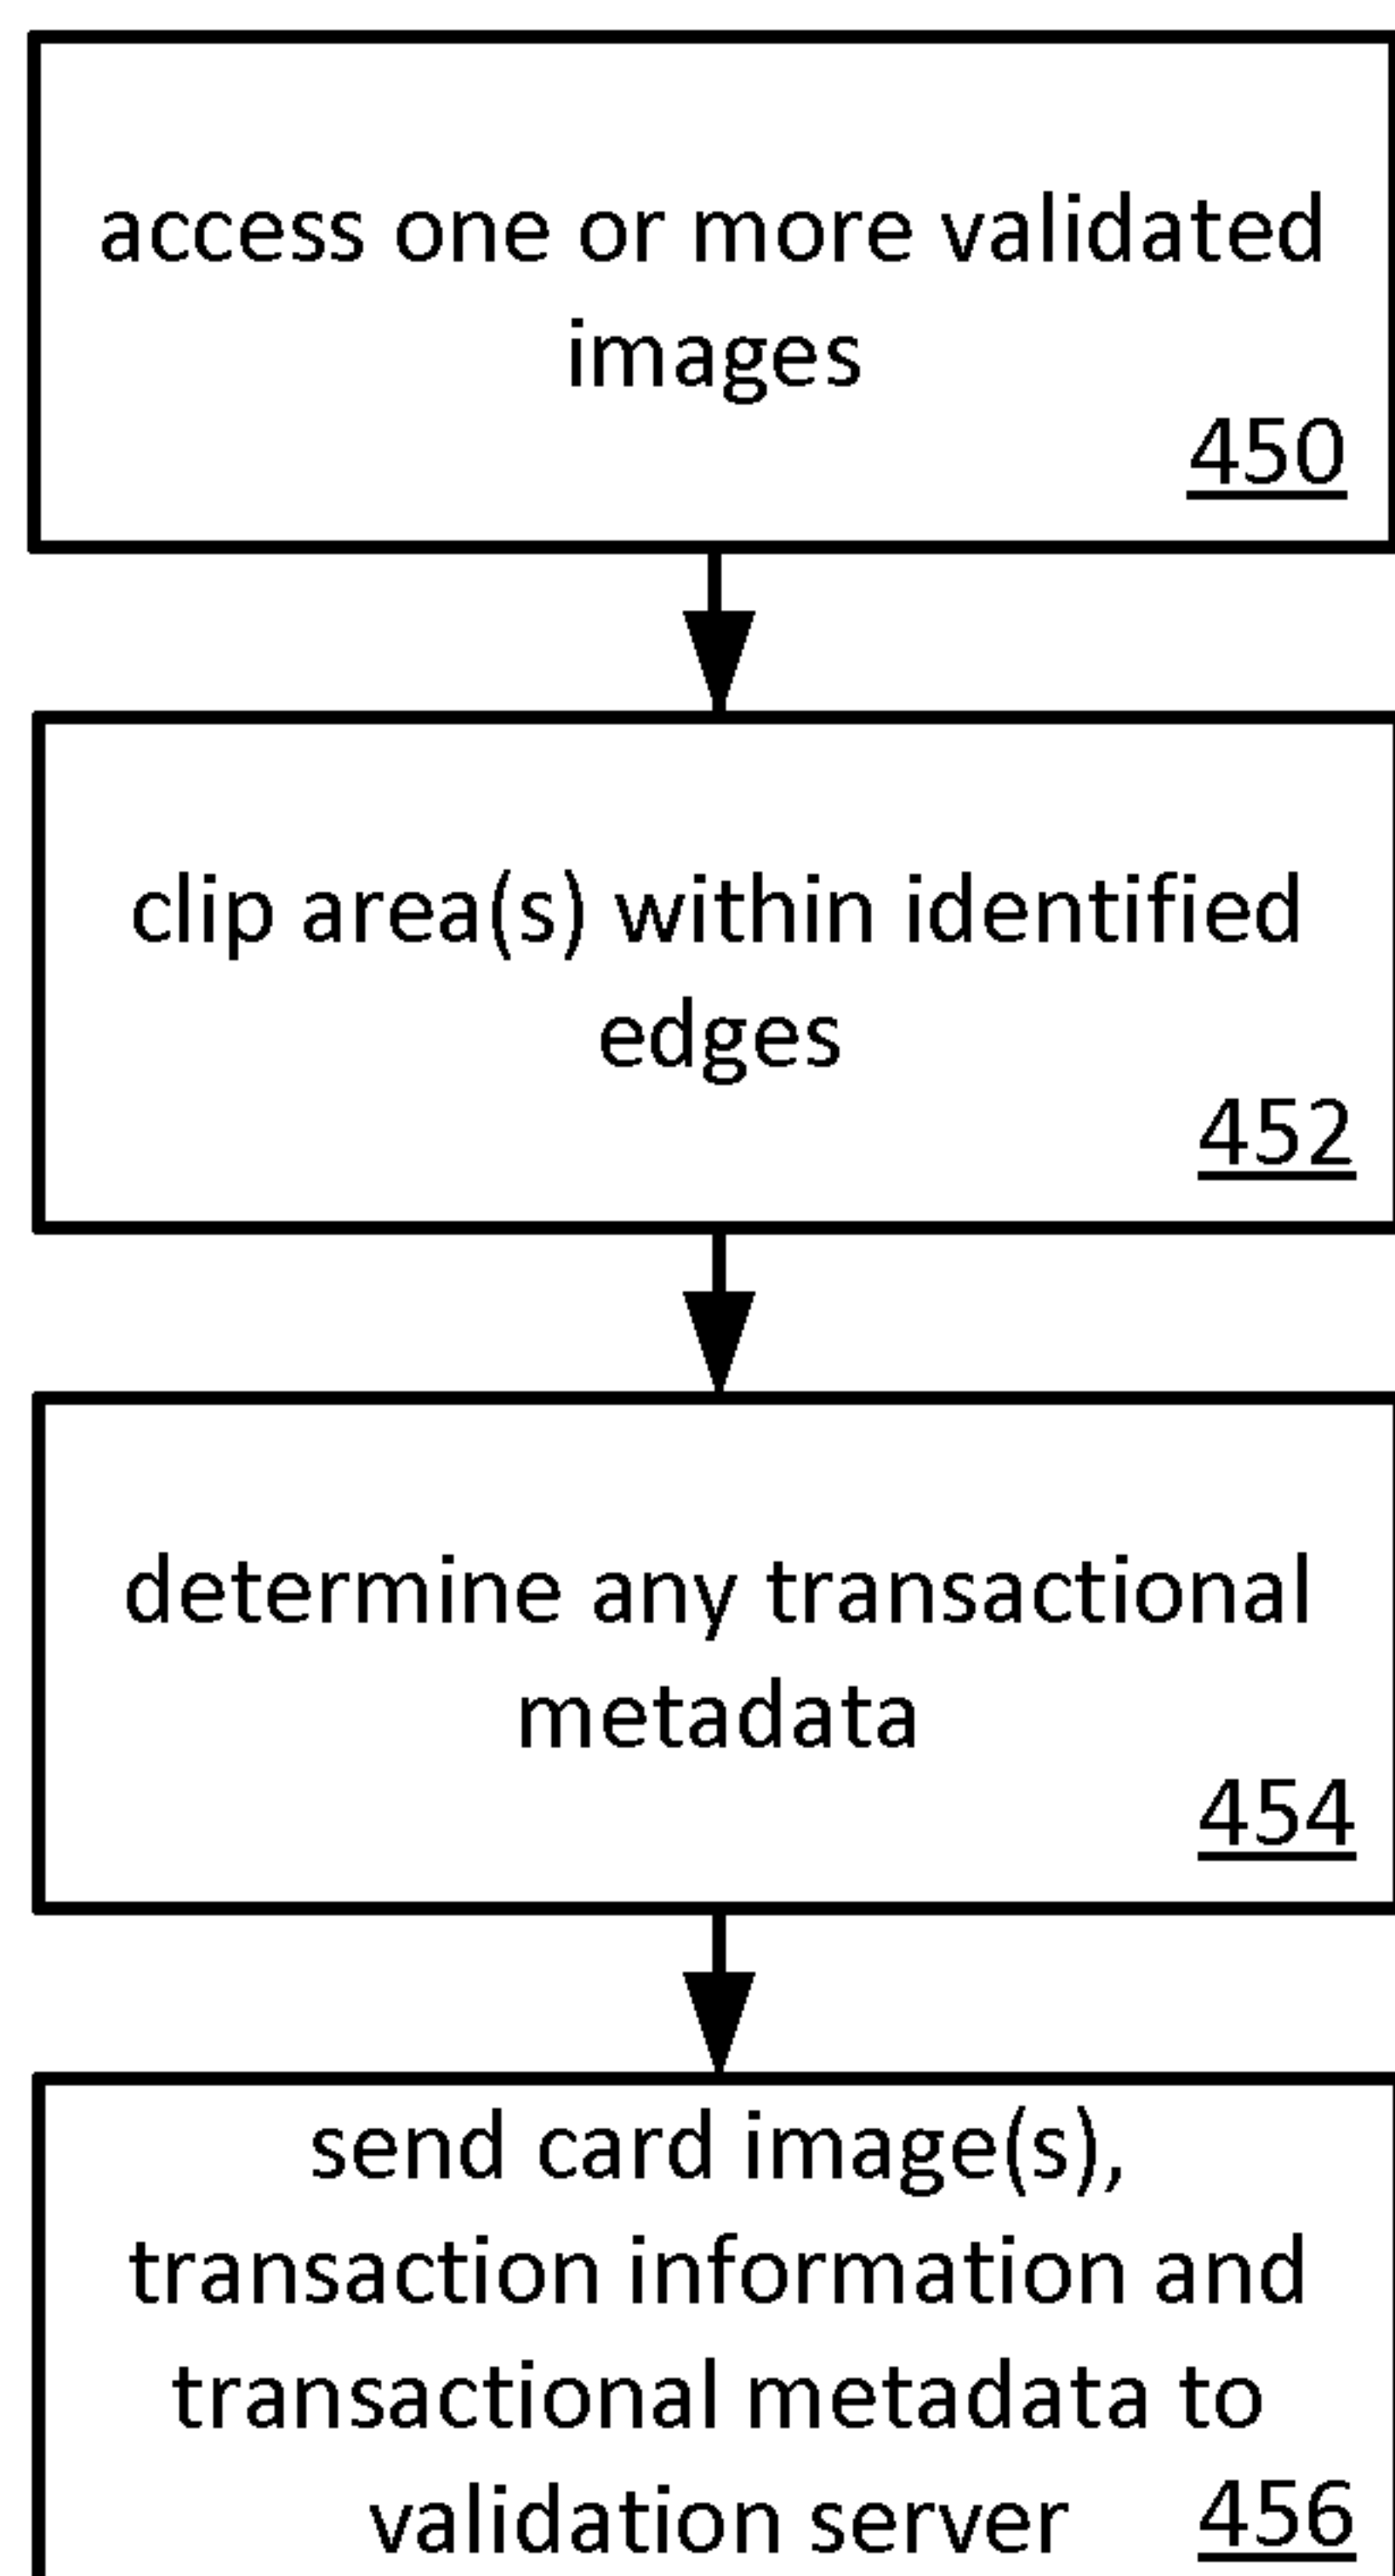 access one or more validated
images
450
clip area(s) within identified
edges
452
determine any transactional
metadata
454
send card image(s),
transaction information and
transactional metadata to
validation server 456